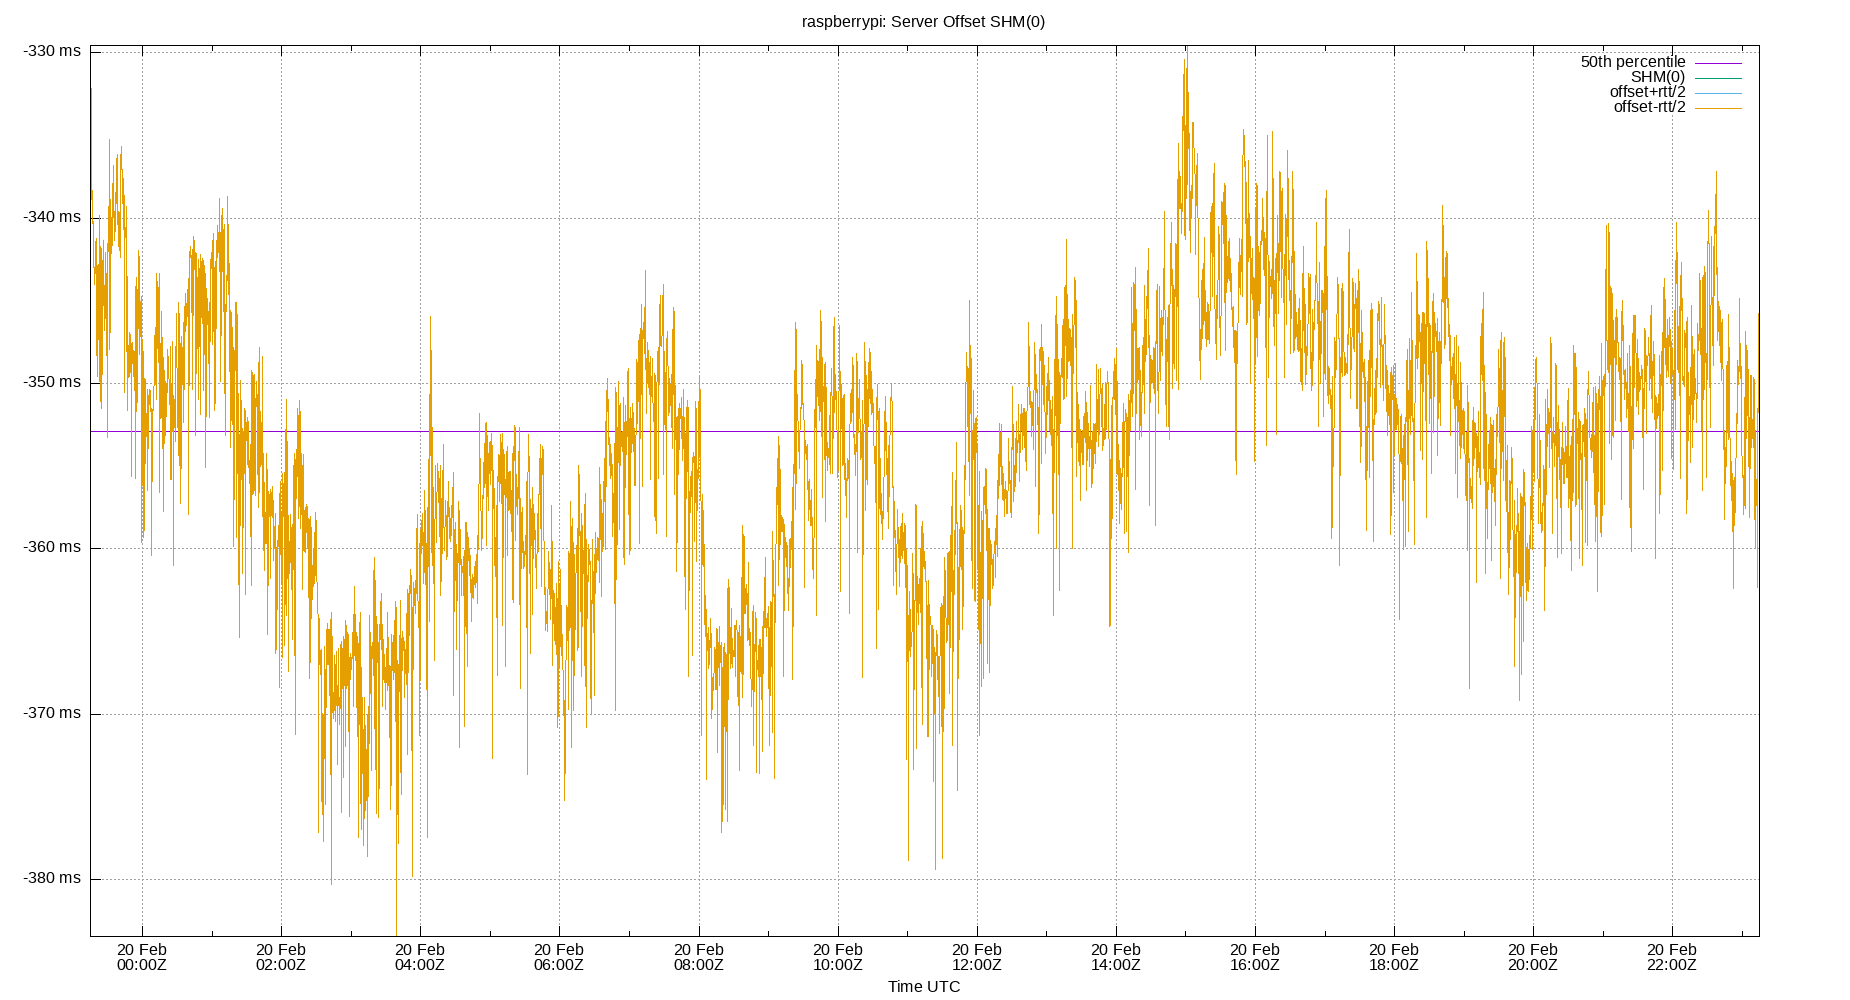 raspberrypi: Server Offset SHM(0)
-330 ms
50th percentile
SHM(0)
offset+rtt/2
offset-rtt/2
-340 ms
-350 ms
-360 ms
-370 ms
-380 ms
20 Feb 20 Feb 20 Feb 20 Feb 20 Feb 20 Feb 20 Feb 20 Feb 20 Feb 20 Feb 20 Feb 20 Feb
00:00Z 02:00Z 04:00Z 06:00Z 08:00Z 10:00Z 12:00Z 14:00Z 16:00Z 18:00Z 20:00Z 22:00Z
Time UTC